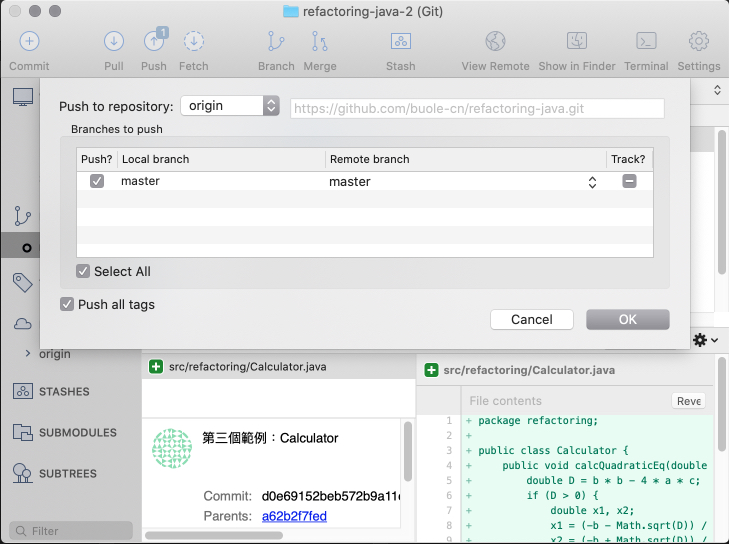 refactoring-java-2 (Git)
1
Commit Pull Push Fetch Branch Merge Stash View Remote Show in Finder Terminal Settings
Push to repository: origin https://github.com/buole-cn/refactoring-java.git
Branches to push
Push? Local branch Remote branch Track?
master master
Select All
Push all tags
Cancel OK
origin
src/refactoring/Calculator.java
src/refactoring/Calculator.java
STASHES
File contents Reve
SUBMODULES
第三個範例：Calculator
SUBTREES
Commit: d0e69152beb572b9a11
Parents: a62b2f7fed
Filter
1 + package refactoring;
2 +
3 + public class Calculator {
4 + public void calcQuadraticEq(double
5 + double D = b * b - 4 * a * c;
6 + if (D > 0) {
7 + double x1, x2;
8 + x1 = (-b - Math.sqrt(D)) /
9 + x2 = (-b + Math.sqrt(D)) /